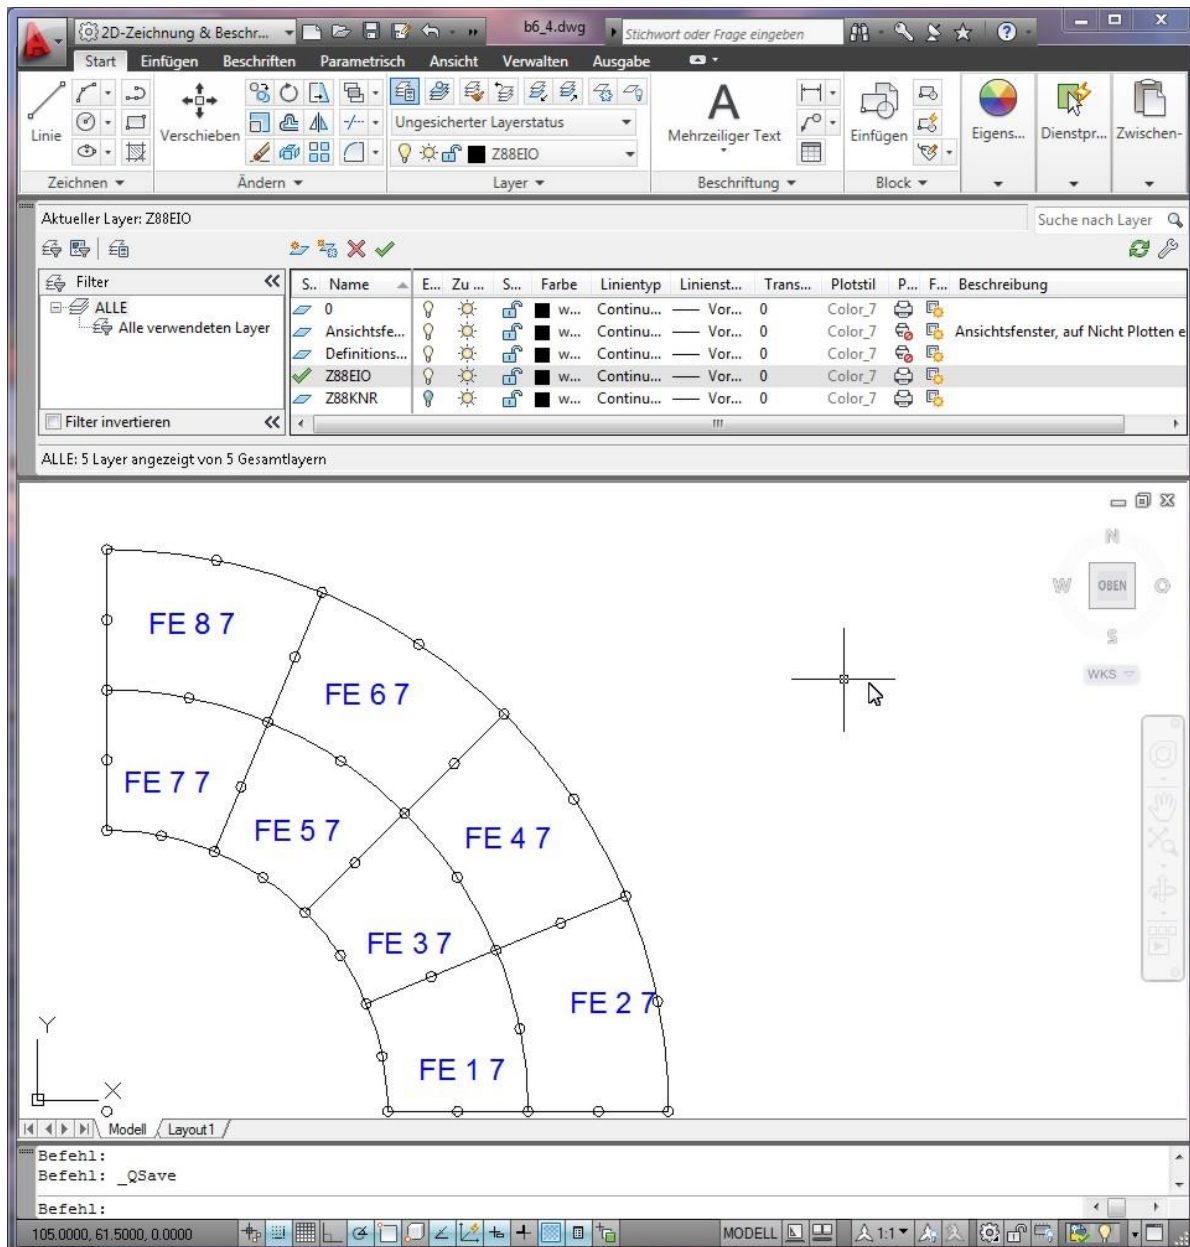 2D-Zeichnung & Beschr... b6_4.dwg Stichwort oder Frage eingeben
Start Einfügen Beschriften Parametrisch Ansicht Verwalten Ausgabe
Linie Verschieben Ungesicherter Layerstatus Mehrzeiliger Text Einfügen Eigens... Dienstpr... Zwischen-
Z88EIO
Zeichnen Ändern Layer Beschriftung Block
Aktueller Layer: Z88EIO Suche nach Layer
Filter S.. Name E... Zu ... S... Farbe Linientyp Linienst... Trans... Plotstil P... F... Beschreibung
ALLE 0 w... Continu... Vor... 0 Color_7
Alle verwendeten Layer Ansichtsfe... w... Continu... Vor... 0 Color_7 Ansichtsfenster, auf Nicht Plotten e
Definitions... w... Continu... Vor... 0 Color_7
Z88EIO w... Continu... Vor... 0 Color_7
Z88KNR w... Continu... Vor... 0 Color_7
Filter invertieren
ALLE: 5 Layer angezeigt von 5 Gesamtlayern
N
W OBEN O
S
WKS
FE 8 7
FE 6 7
FE 7 7
FE 5 7
FE 4 7
FE 3 7
FE 2 7
FE 1 7
Y
X
Modell Layout1
Befehl:
Befehl: _QSave
Befehl:
105.0000, 61.5000, 0.0000 MODELL 1:1